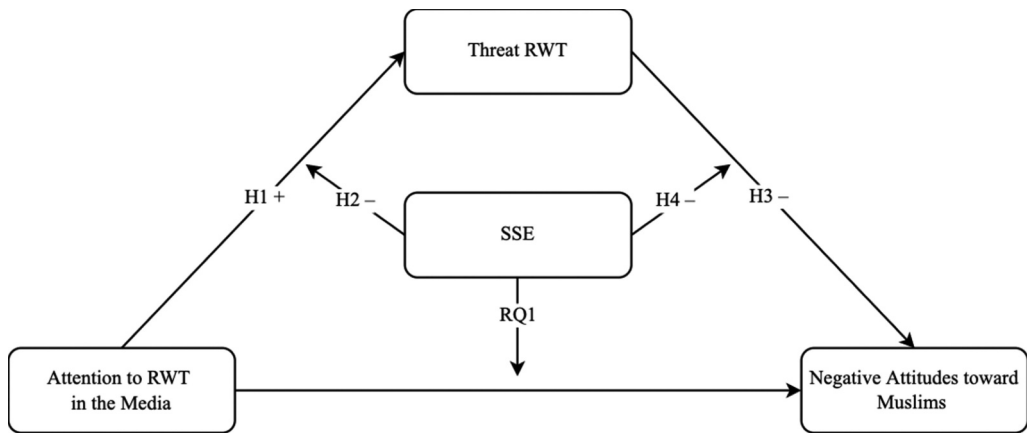 Threat RWT
H1 +
H2 –
SSE
H4 –
H3 –
RQ1
Attention to RWT
in the Media
Negative Attitudes toward
Muslims